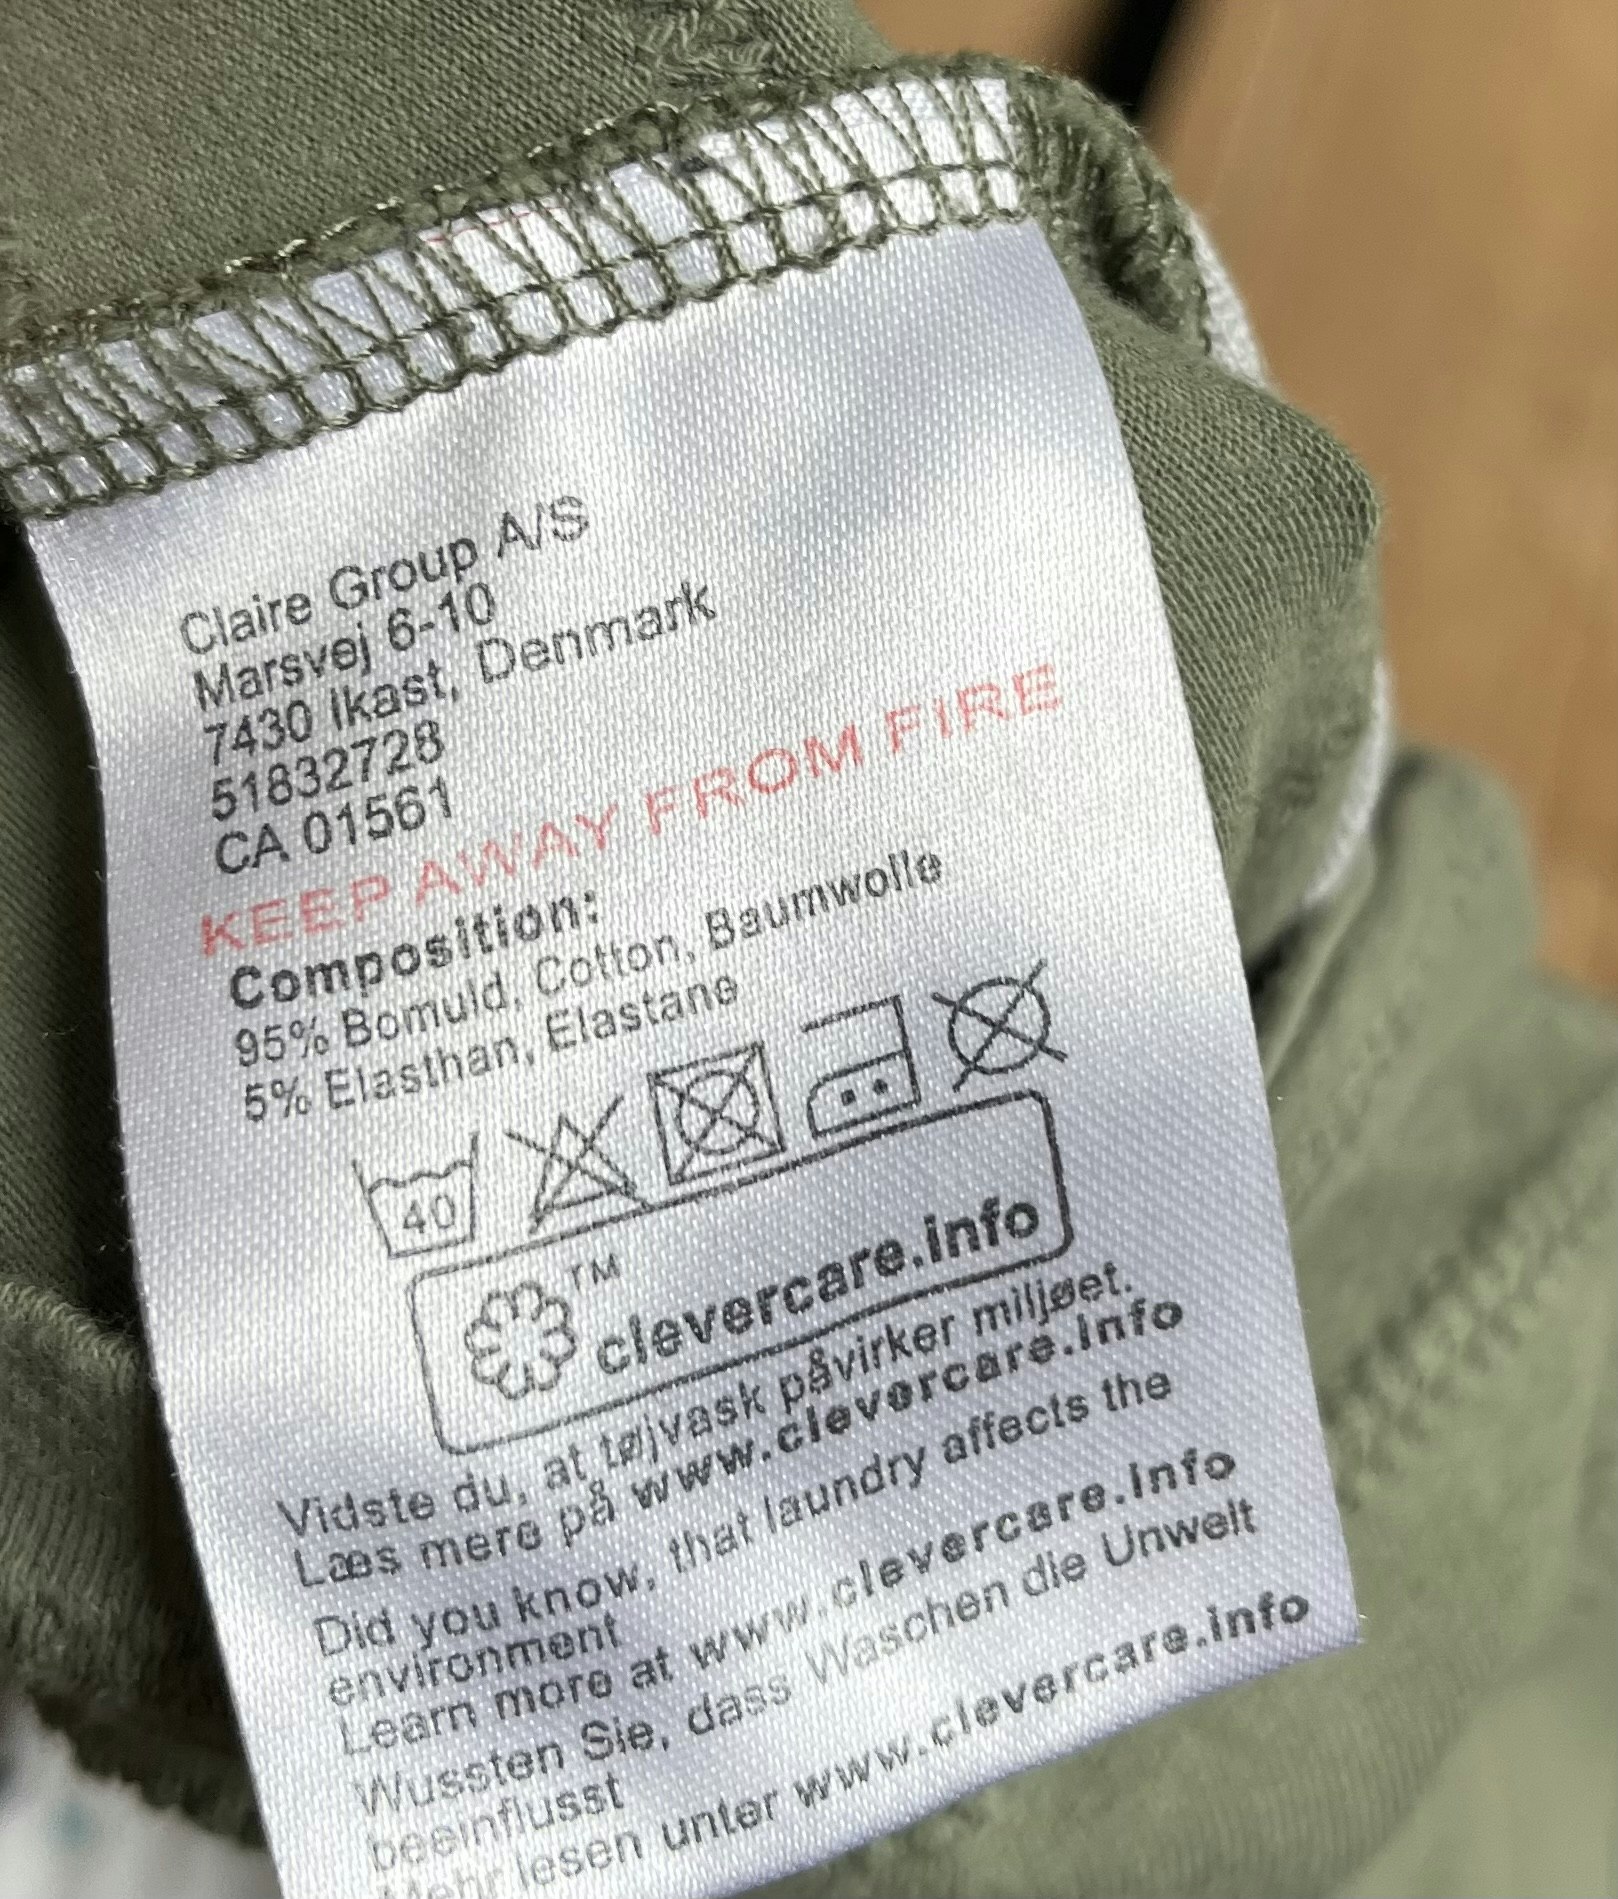 Claire Group A/S
Marsvej 6-10
7430 Ikast, Denmark
51832728
CA 01561
KEEP AWAY FROM FIRE
Composition:
95% Bomuld, Cotton, Baumwolle
5% Elasthan, Elastane
40
TM
clevercare.info
Vidste du, at tøjvask påvirker miljøet.
Læs mere på www.clevercare.info
Did you know, that laundry affects the
environment
Learn more at www.clevercare.info
Wussten Sie, dass Waschen die Unwelt
beeinflusst
Mehr lesen unter www.clevercare.info